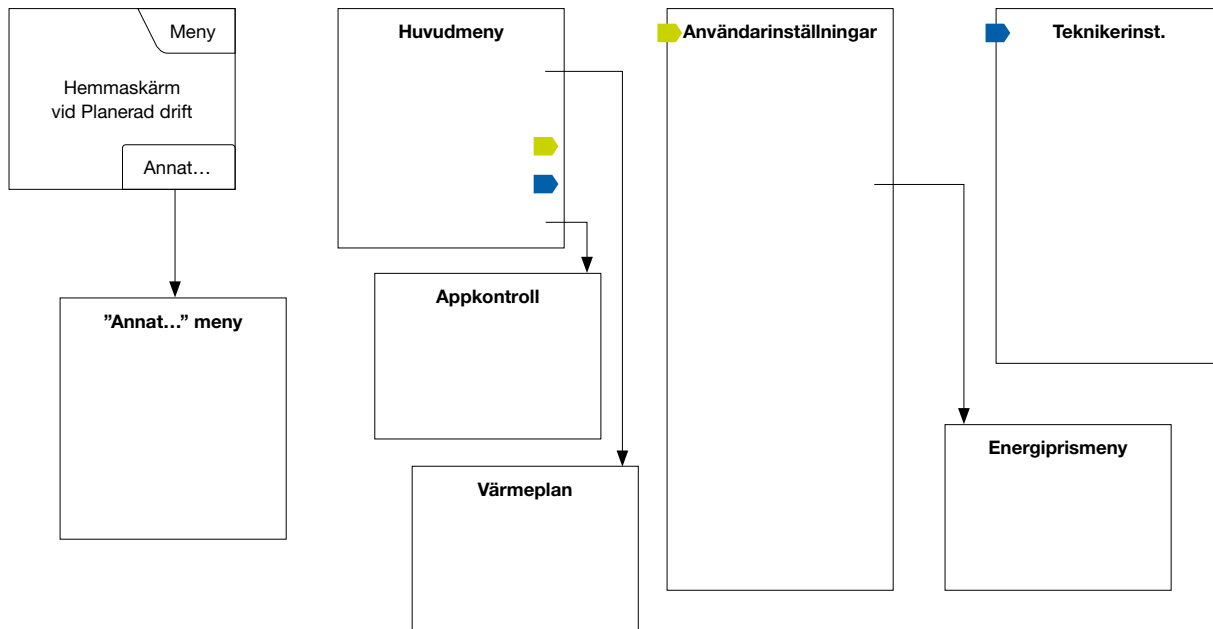 Meny
Hemmaskärm
vid Planerad drift
Annat…
”Annat…” meny
Huvudmeny
Appkontroll
Värmeplan
Användarinställningar
Energiprismeny
Teknikerinst.